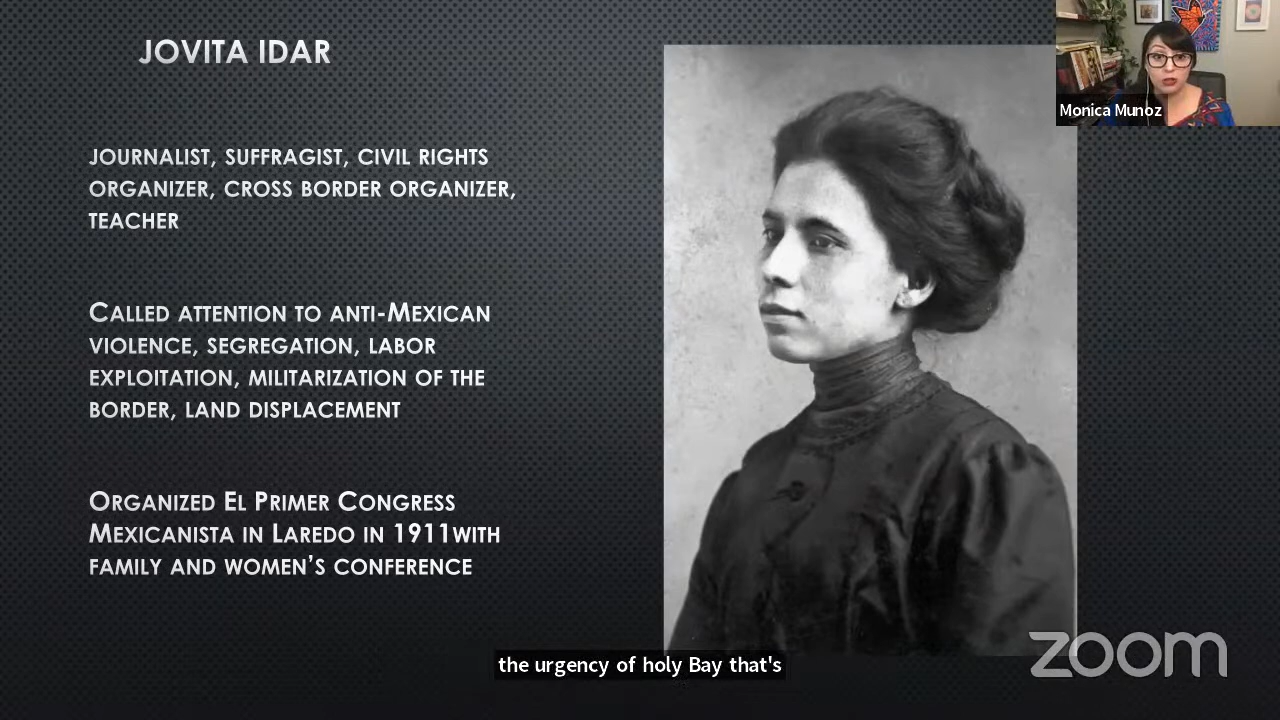 JOVITA IDAR
JOURNALIST, SUFFRAGIST, CIVIL RIGHTS
ORGANIZER, CROSS BORDER ORGANIZER,
TEACHER
CALLED ATTENTION TO ANTI-MEXICAN
VIOLENCE, SEGREGATION, LABOR
EXPLOITATION, MILITARIZATION OF THE
BORDER, LAND DISPLACEMENT
ORGANIZED EL PRIMER CONGRESS
MEXICANISTA IN LAREDO IN 1911WITH
FAMILY AND WOMEN'S CONFERENCE
Monica Munoz
the urgency of holy Bay that's
zoom